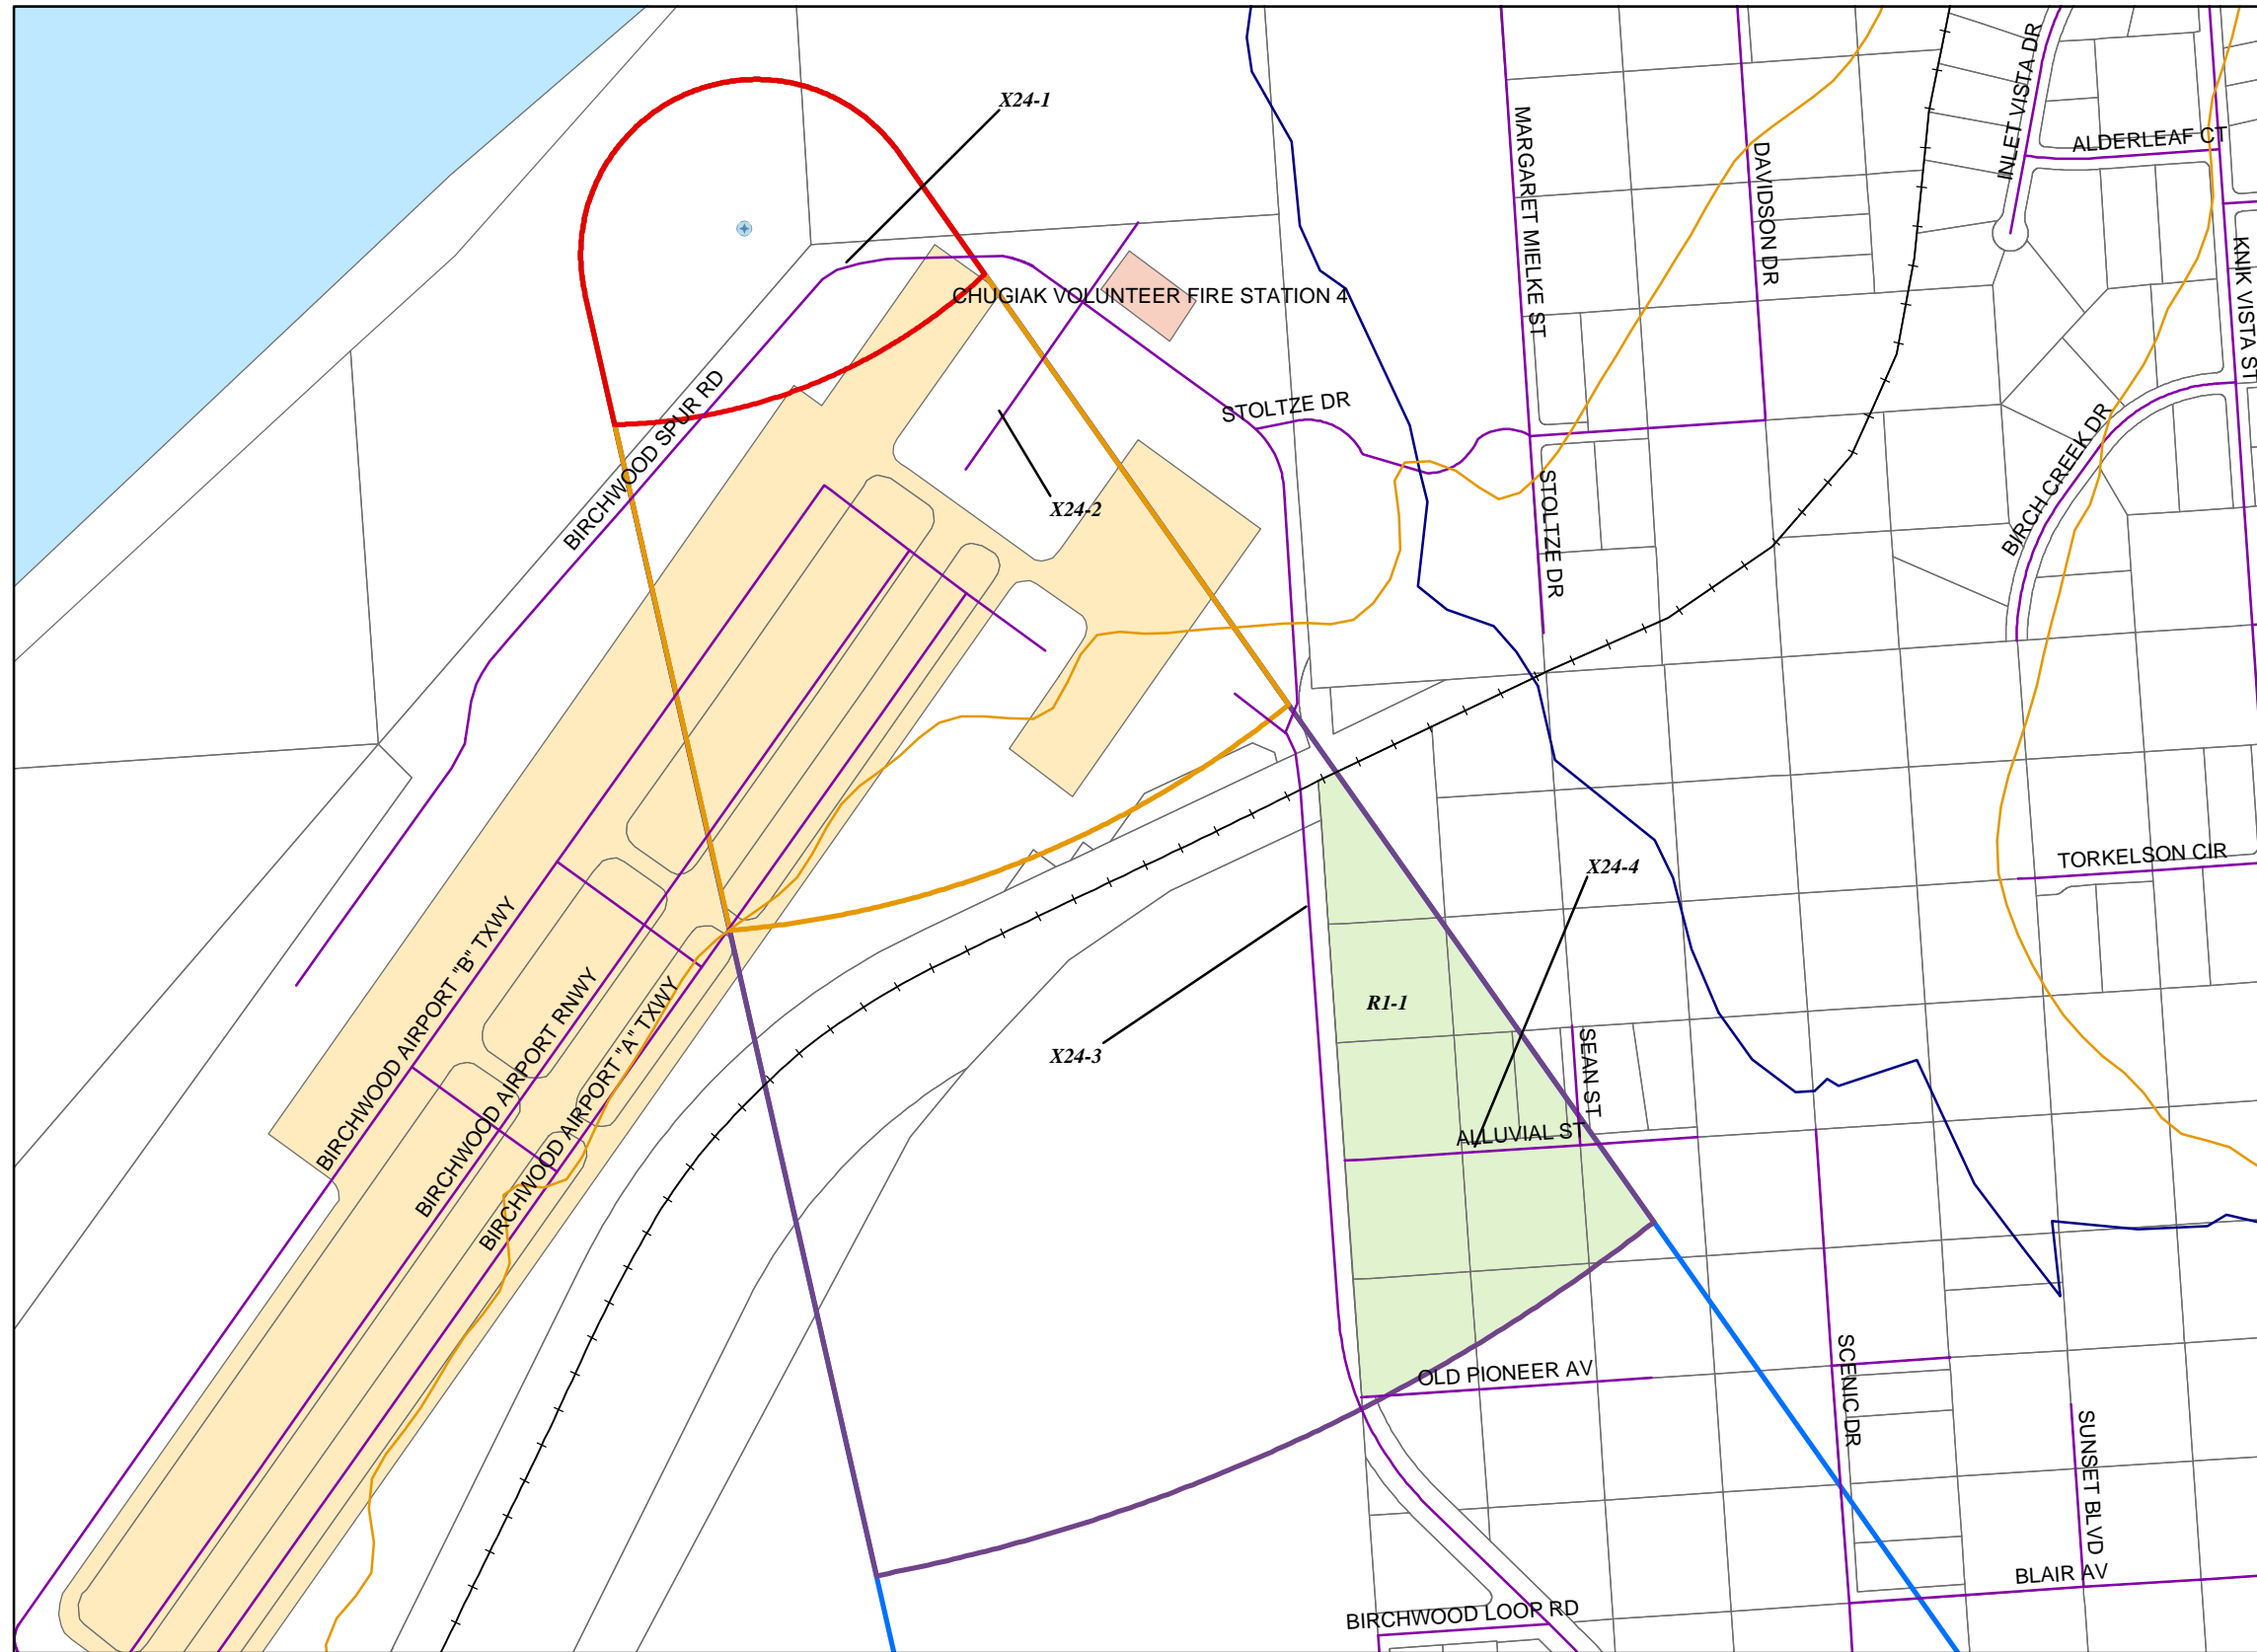 X24-1
INLET VISTA DR
ALDERLEAF CT
MARGARET MIELKE ST
DAVIDSON DR
KNIK VISTA ST
CHUGIAK VOLUNTEER FIRE STATION 4
BIRCHWOOD SPUR RD
STOLTZE DR
BIRCH CREEK DR
X24-2
STOLTZE DR
TORKELSON CIR
X24-4
BIRCHWOOD AIRPORT "B" TXWY
BIRCHWOOD AIRPORT RNWY
BIRCHWOOD AIRPORT "A" TXWY
R1-1
X24-3
SEAN ST
ALLUVIAL ST
OLD PIONEER AV
SCENIC DR
SUNSET BLVD
BLAIR AV
BIRCHWOOD LOOP RD